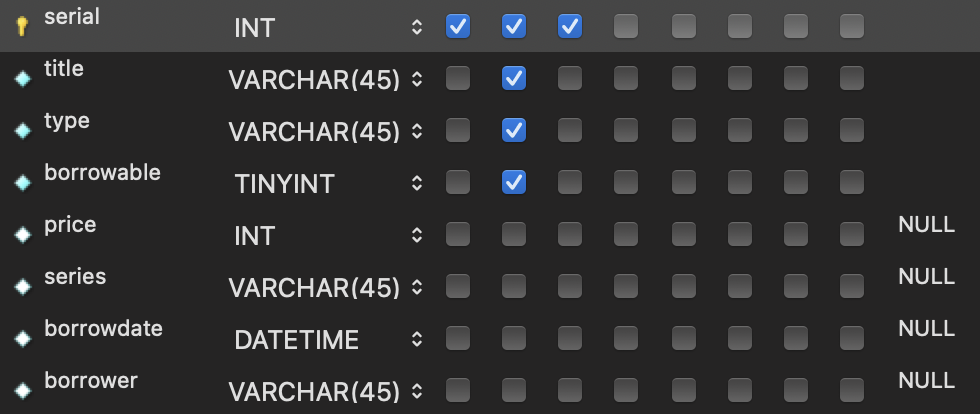 serial INT
title VARCHAR(45)
type VARCHAR(45)
borrowable TINYINT
price INT NULL
series VARCHAR(45) NULL
borrowdate DATETIME NULL
borrower VARCHAR(45) NULL